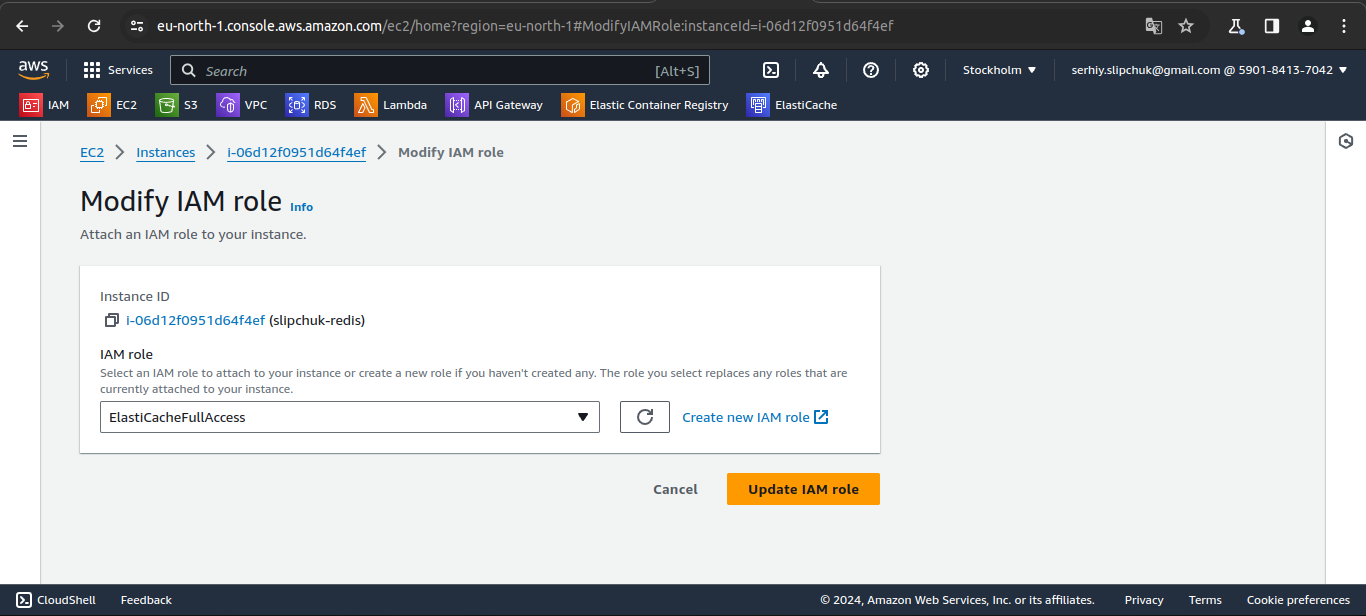 eu-north-1.console.aws.amazon.com/ec2/home?region=eu-north-1#ModifyIAMRole:instanceId=i-06d12f0951d64f4ef
aws Services Search [Alt+S] Stockholm serhiy.slipchuk@gmail.com @ 5901-8413-7042
IAM EC2 S3 VPC RDS Lambda API Gateway Elastic Container Registry ElastiCache
EC2 Instances i-06d12f0951d64f4ef Modify IAM role
Modify IAM role Info
Attach an IAM role to your instance.
Instance ID
i-06d12f0951d64f4ef (slipchuk-redis)
IAM role
Select an IAM role to attach to your instance or create a new role if you haven't created any. The role you select replaces any roles that are
currently attached to your instance.
ElastiCacheFullAccess Create new IAM role
Cancel Update IAM role
CloudShell Feedback © 2024, Amazon Web Services, Inc. or its affiliates. Privacy Terms Cookie preferences